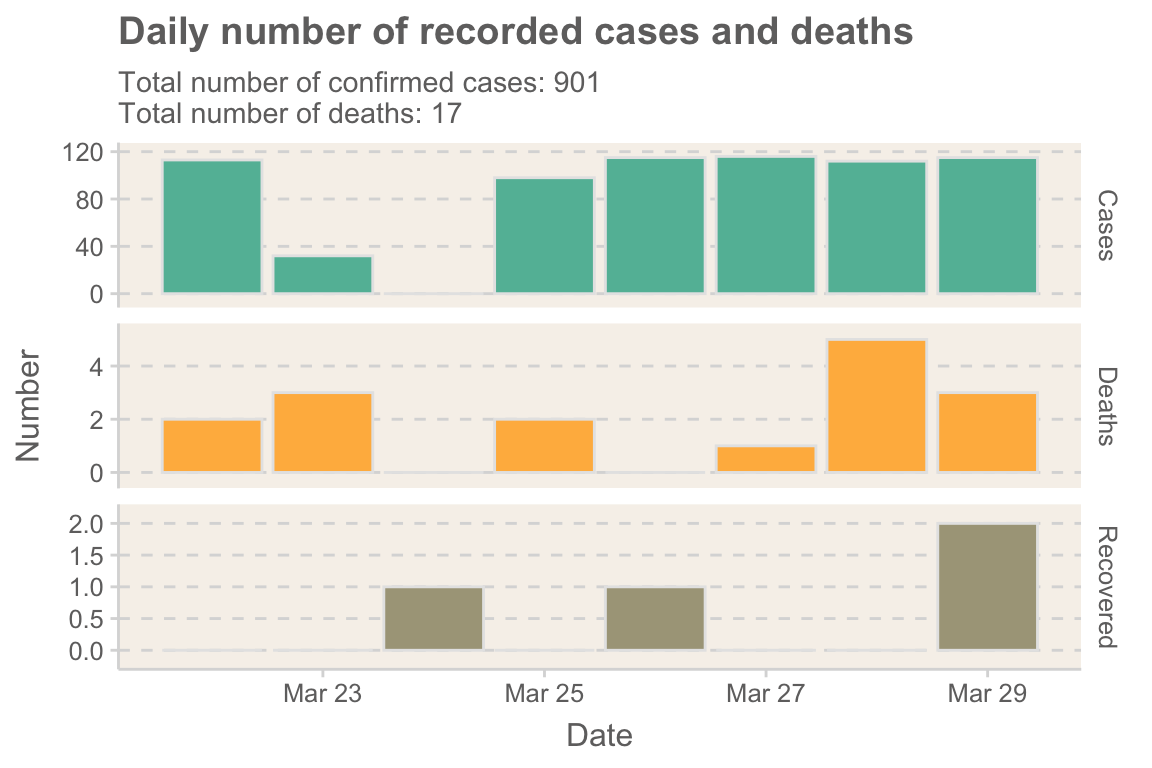 Daily number of recorded cases and deaths
Total number of confirmed cases: 901
Total number of deaths: 17
120
80
40
0
Cases
Number
4
2
0
Deaths
2.0
1.5
1.0
0.5
0.0
Recovered
Mar 23
Mar 25
Mar 27
Mar 29
Date